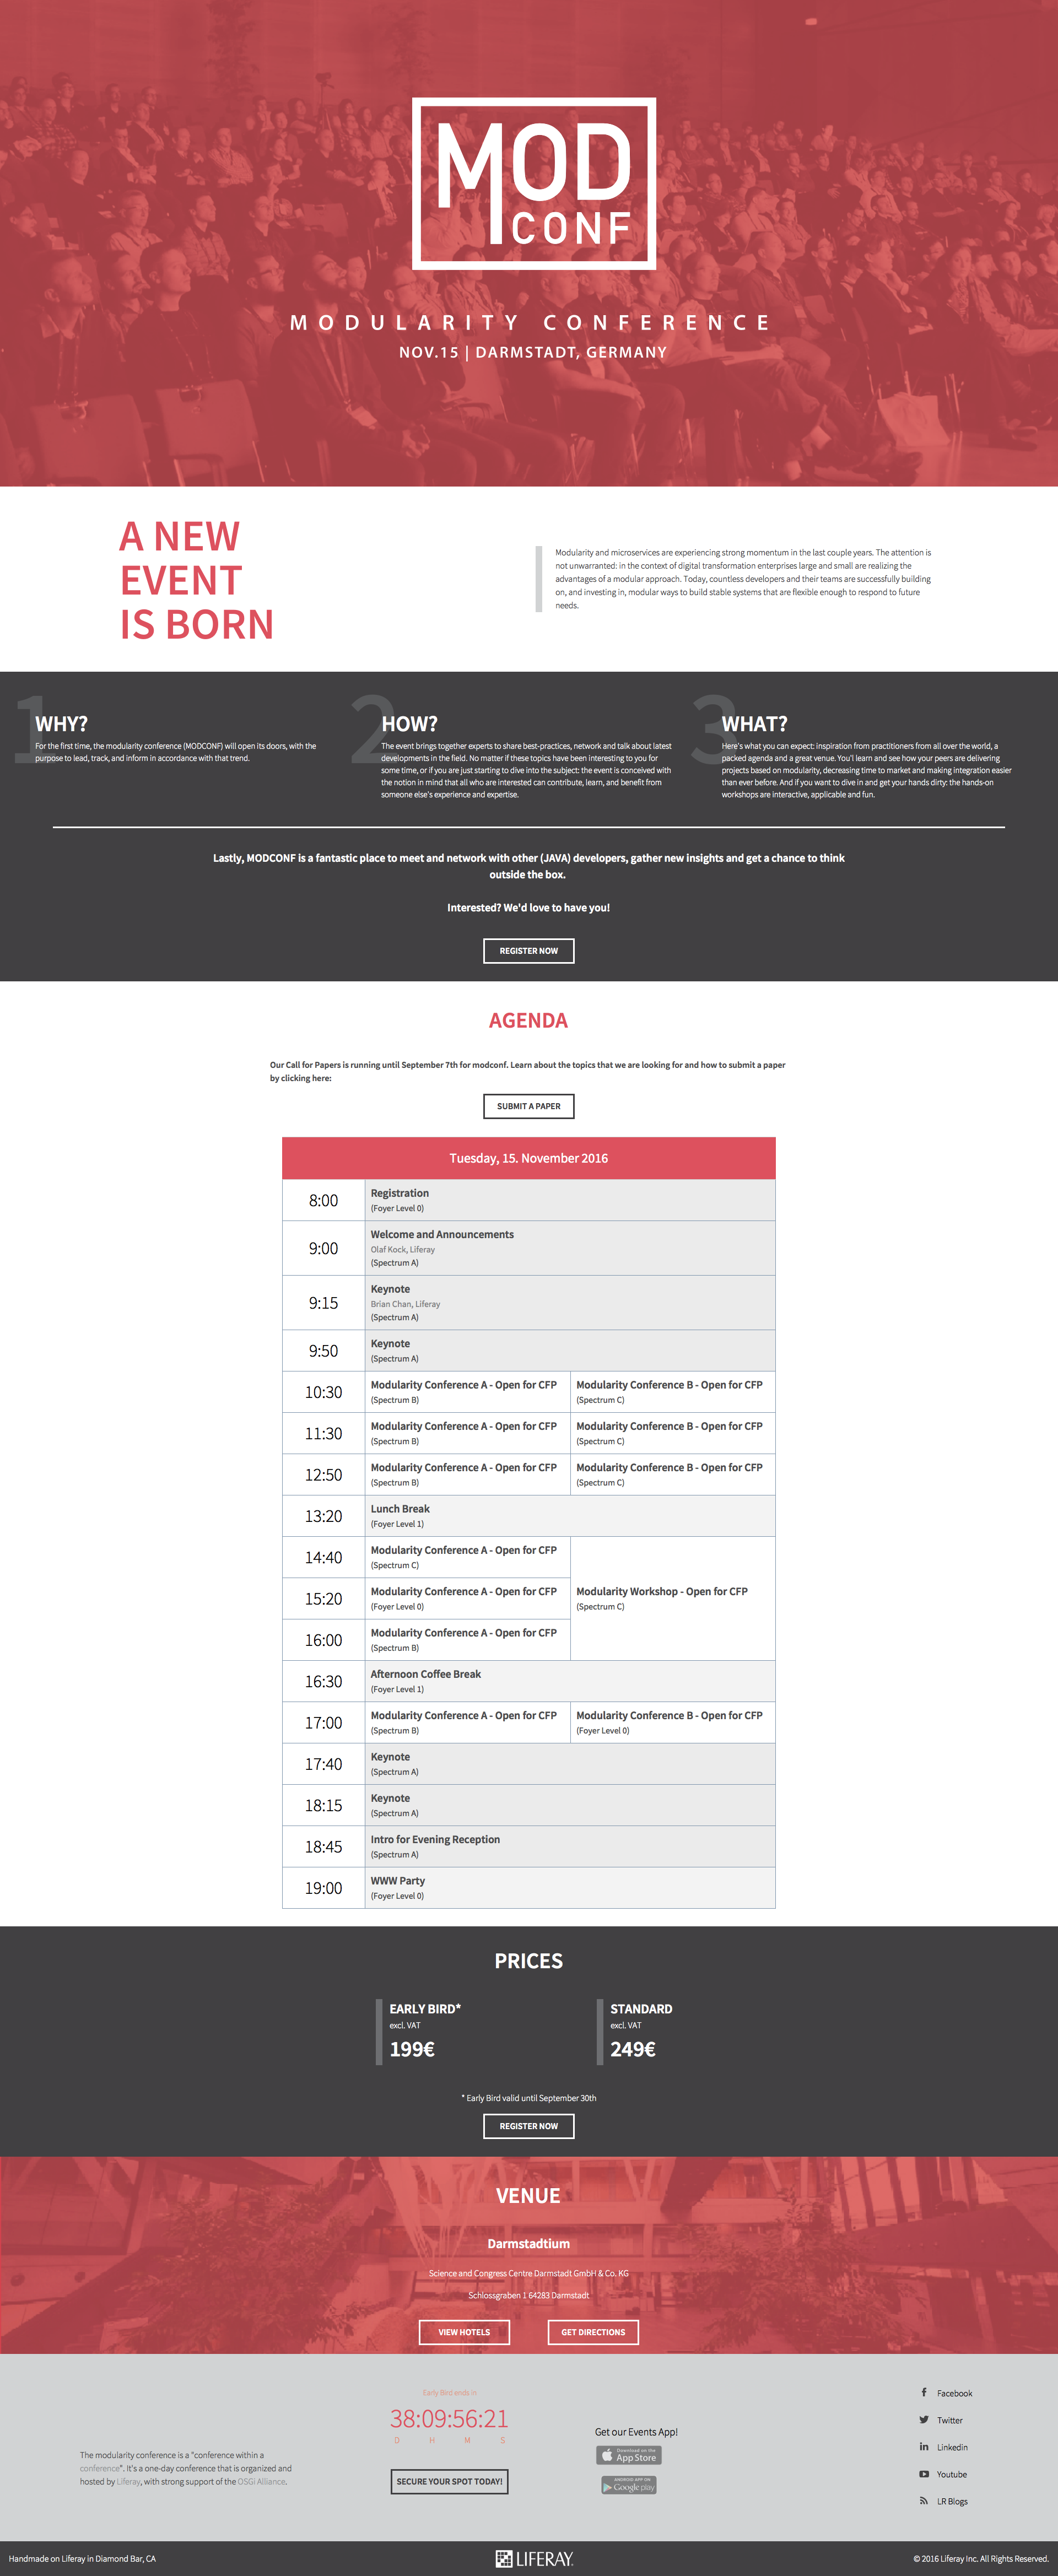 MOD
CONF
MODULARITY CONFERENCE
NOV.15 | DARMSTADT, GERMANY
A NEW
EVENT
IS BORN
Modularity and microservices are experiencing strong momentum in the last couple years. The attention is
not unwarranted: in the context of digital transformation enterprises large and small are realizing the
advantages of a modular approach. Today, countless developers and their teams are successfully building
on, and investing in, modular ways to build stable systems that are flexible enough to respond to future
needs.
1
WHY?
For the first time, the modularity conference (MODCONF) will open its doors, with the
purpose to lead, track, and inform in accordance with that trend.
2
HOW?
The event brings together experts to share best-practices, network and talk about latest
developments in the field. No matter if these topics have been interesting to you for
some time, or if you are just starting to dive into the subject: the event is conceived with
the notion in mind that all who are interested can contribute, learn, and benefit from
someone else's experience and expertise.
3
WHAT?
Here's what you can expect: inspiration from practitioners from all over the world, a
packed agenda and a great venue. You'l learn and see how your peers are delivering
projects based on modularity, decreasing time to market and making integration easier
than ever before. And if you want to dive in and get your hands dirty: the hands-on
workshops are interactive, applicable and fun.
Lastly, MODCONF is a fantastic place to meet and network with other (JAVA) developers, gather new insights and get a chance to think
outside the box.
Interested? We'd love to have you!
REGISTER NOW
AGENDA
Our Call for Papers is running until September 7th for modconf. Learn about the topics that we are looking for and how to submit a paper
by clicking here:
SUBMIT A PAPER
Tuesday, 15. November 2016
8:00
Registration
(Foyer Level 0)
9:00
Welcome and Announcements
Olaf Kock, Liferay
(Spectrum A)
9:15
Keynote
Brian Chan, Liferay
(Spectrum A)
9:50
Keynote
(Spectrum A)
10:30
Modularity Conference A - Open for CFP
(Spectrum B)
Modularity Conference B - Open for CFP
(Spectrum C)
11:30
Modularity Conference A - Open for CFP
(Spectrum B)
Modularity Conference B - Open for CFP
(Spectrum C)
12:50
Modularity Conference A - Open for CFP
(Spectrum B)
Modularity Conference B - Open for CFP
(Spectrum C)
13:20
Lunch Break
(Foyer Level 1)
14:40
Modularity Conference A - Open for CFP
(Spectrum C)
15:20
Modularity Conference A - Open for CFP
(Foyer Level 0)
Modularity Workshop - Open for CFP
(Spectrum C)
16:00
Modularity Conference A - Open for CFP
(Spectrum B)
16:30
Afternoon Coffee Break
(Foyer Level 1)
17:00
Modularity Conference A - Open for CFP
(Spectrum B)
Modularity Conference B - Open for CFP
(Foyer Level 0)
17:40
Keynote
(Spectrum A)
18:15
Keynote
(Spectrum A)
18:45
Intro for Evening Reception
(Spectrum A)
19:00
WWW Party
(Foyer Level 0)
PRICES
EARLY BIRD*
excl. VAT
199€
STANDARD
excl. VAT
249€
* Early Bird valid until September 30th
REGISTER NOW
VENUE
Darmstadtium
Science and Congress Centre Darmstadt GmbH & Co. KG
Schlossgraben 1 64283 Darmstadt
VIEW HOTELS
GET DIRECTIONS
The modularity conference is a "conference within a
conference". It's a one-day conference that is organized and
hosted by Liferay, with strong support of the OSGi Alliance.
Early Bird ends in
38:09:56:21
D H M S
SECURE YOUR SPOT TODAY!
Get our Events App!
Download on the
App Store
ANDROID APP ON
Google play
Facebook
Twitter
Linkedin
Youtube
LR Blogs
Handmade on Liferay in Diamond Bar, CA
LIFERAY
© 2016 Liferay Inc. All Rights Reserved.